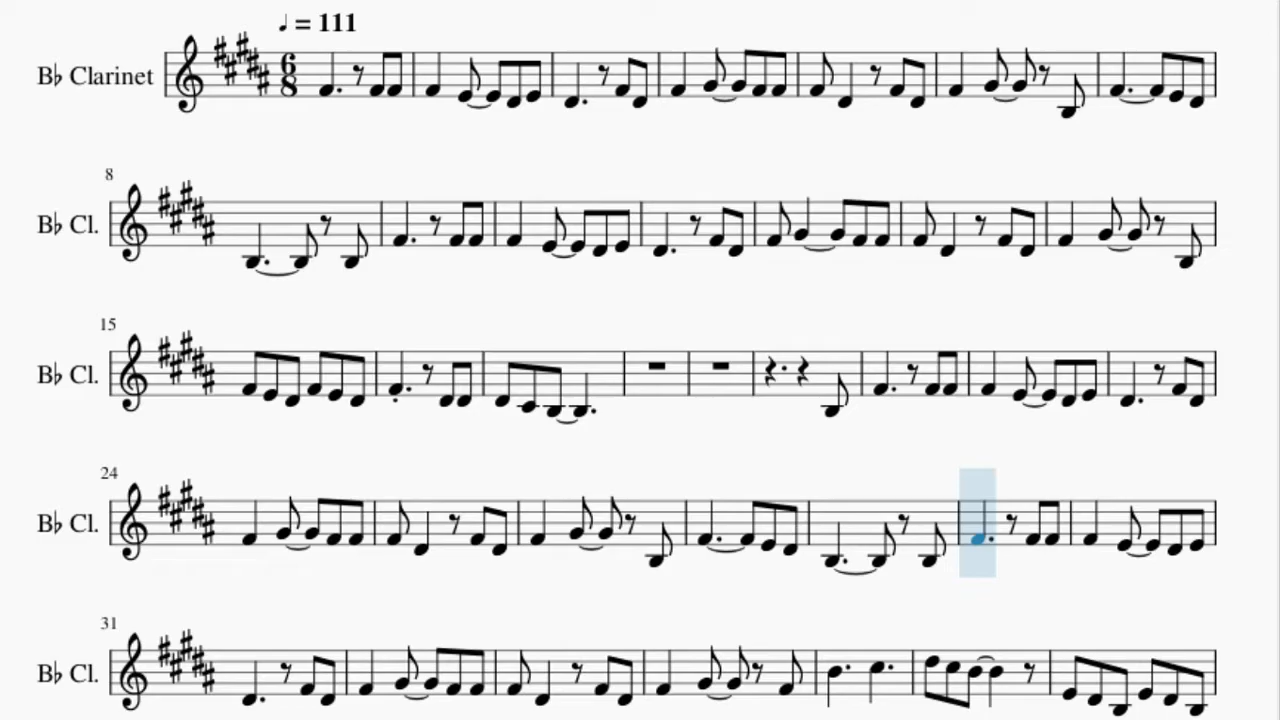 ♩ = 111
B♭ Clarinet
6
8
8
B♭ Cl.
15
B♭ Cl.
24
B♭ Cl.
31
B♭ Cl.